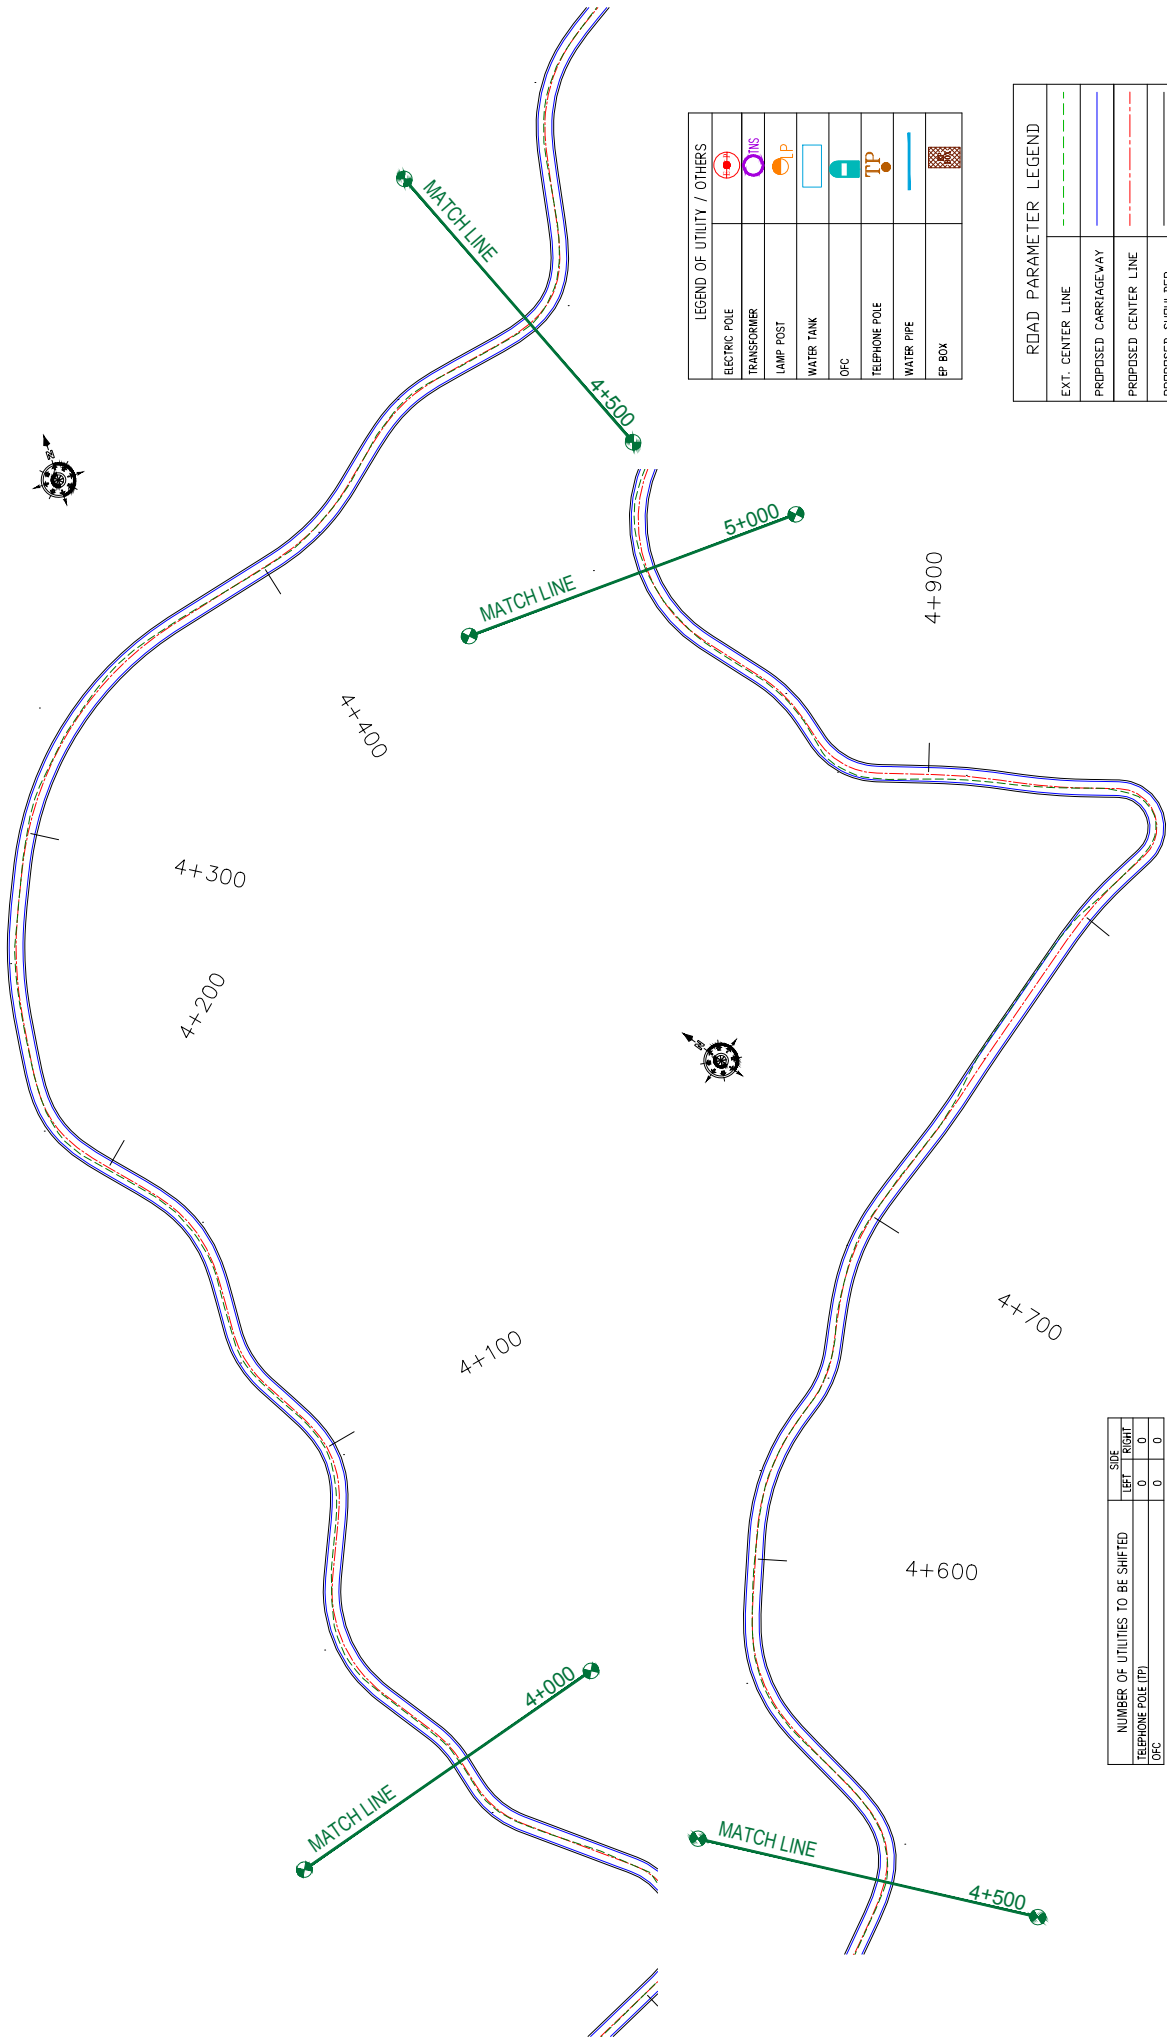 MATCH LINE
4+500
N
4+400
4+300
4+200
4+100
4+000
MATCH LINE
LEGEND OF UTILITY / OTHERS
ELECTRIC POLE
TRANSFORMER
TNS
LAMP POST
LP
WATER TANK
OFC
TELEPHONE POLE
TP
WATER PIPE
EP BOX
ROAD PARAMETER LEGEND
EXT. CENTER LINE
PROPOSED CARRIAGEWAY
PROPOSED CENTER LINE
5+000
MATCH LINE
4+900
N
4+700
4+600
MATCH LINE
4+500
NUMBER OF UTILITIES TO BE SHIFTED
SIDE
LEFT RIGHT
TELEPHONE POLE (TP) 0 0
OFC 0 0